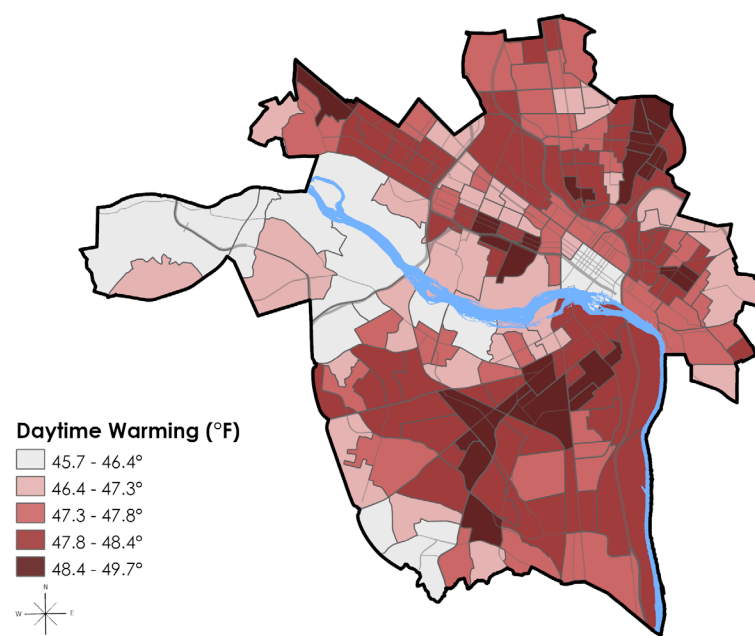 Daytime Warming (°F)
45.7 - 46.4°
46.4 - 47.3°
47.3 - 47.8°
47.8 - 48.4°
48.4 - 49.7°
N
W E
S